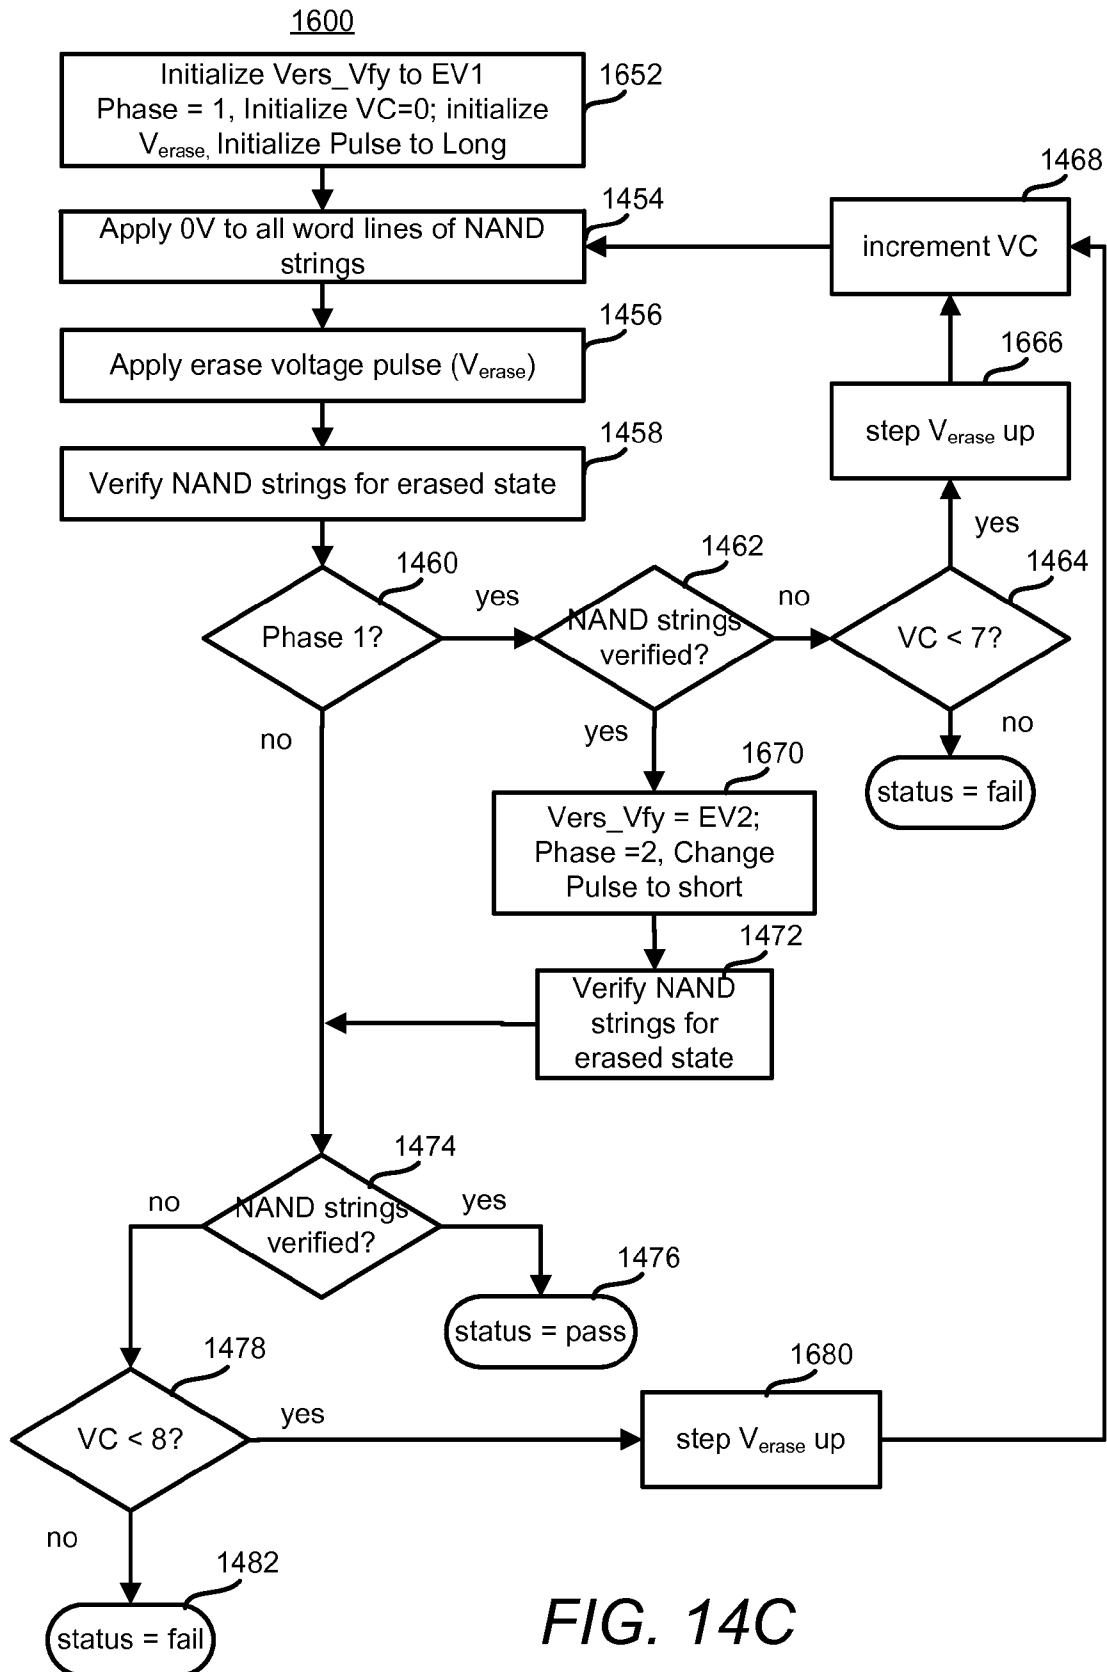 1600
Initialize Vers_Vfy to EV1
Phase = 1, Initialize VC=0; initialize
Verase, Initialize Pulse to Long
1652
1468
1454
Apply 0V to all word lines of NAND
strings
increment VC
1456
Apply erase voltage pulse (Verase)
1666
step Verase up
1458
Verify NAND strings for erased state
yes
1460
1462
1464
Phase 1?
yes
NAND strings
verified?
no
VC < 7?
no
yes
no
1670
status = fail
Vers_Vfy = EV2;
Phase =2, Change
Pulse to short
1472
Verify NAND
strings for
erased state
1474
no
NAND strings
verified?
yes
1476
status = pass
1478
VC < 8?
yes
1680
step Verase up
no
1482
status = fail
FIG. 14C